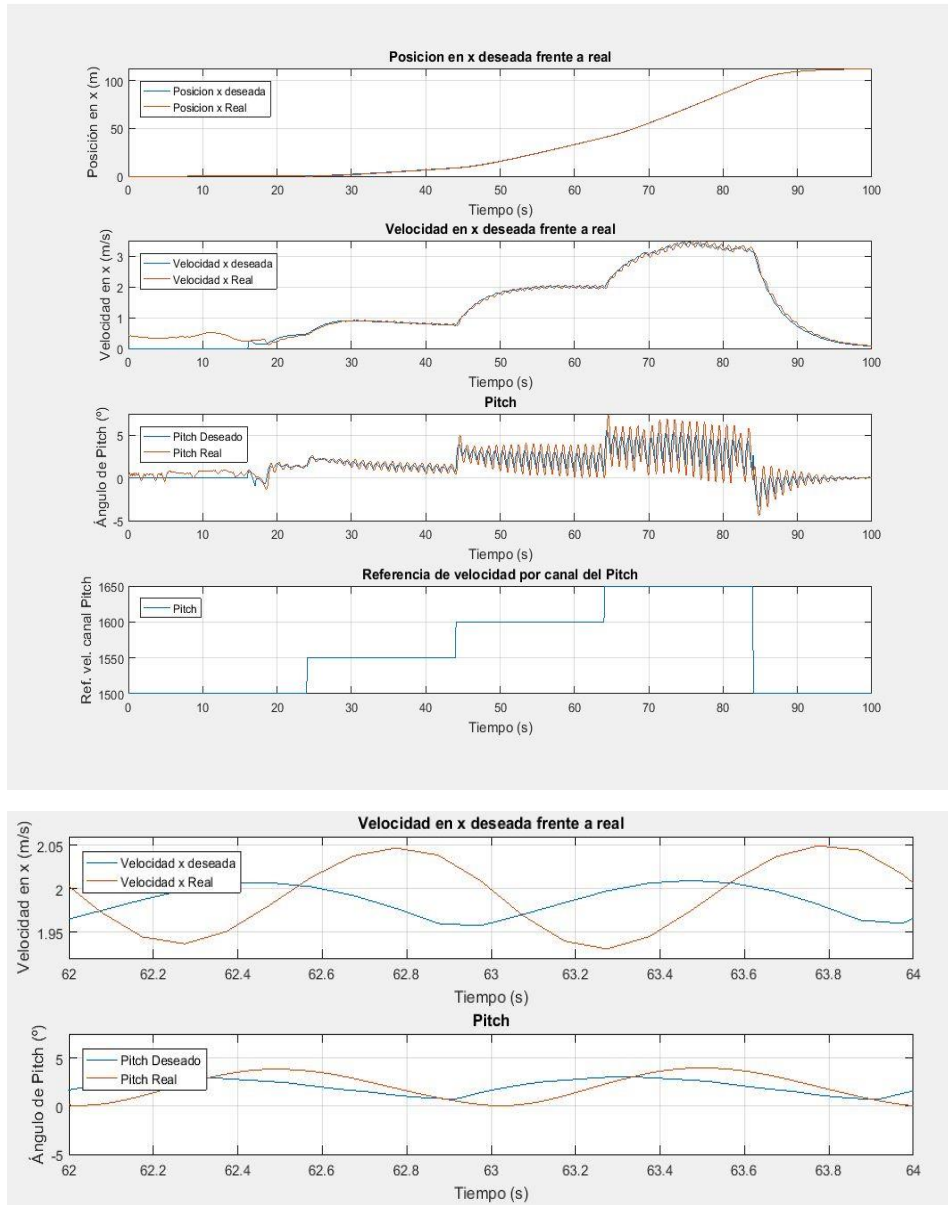 Posicion en x deseada frente a real
Posición en x (m)
100
50
0
Posicion x deseada
Posicion x Real
0 10 20 30 40 50 60 70 80 90 100
Tiempo (s)
Velocidad en x deseada frente a real
Velocidad en x (m/s)
3
2
1
0
Velocidad x deseada
Velocidad x Real
0 10 20 30 40 50 60 70 80 90 100
Tiempo (s)
Pitch
Ángulo de Pitch (º)
5
0
-5
Pitch Deseado
Pitch Real
0 10 20 30 40 50 60 70 80 90 100
Tiempo (s)
Referencia de velocidad por canal del Pitch
Ref. vel. canal Pitch
1650
1600
1550
1500
Pitch
0 10 20 30 40 50 60 70 80 90 100
Tiempo (s)
Velocidad en x deseada frente a real
Velocidad en x (m/s)
2.05
2
1.95
Velocidad x deseada
Velocidad x Real
62 62.2 62.4 62.6 62.8 63 63.2 63.4 63.6 63.8 64
Tiempo (s)
Pitch
Ángulo de Pitch (º)
5
0
-5
Pitch Deseado
Pitch Real
62 62.2 62.4 62.6 62.8 63 63.2 63.4 63.6 63.8 64
Tiempo (s)